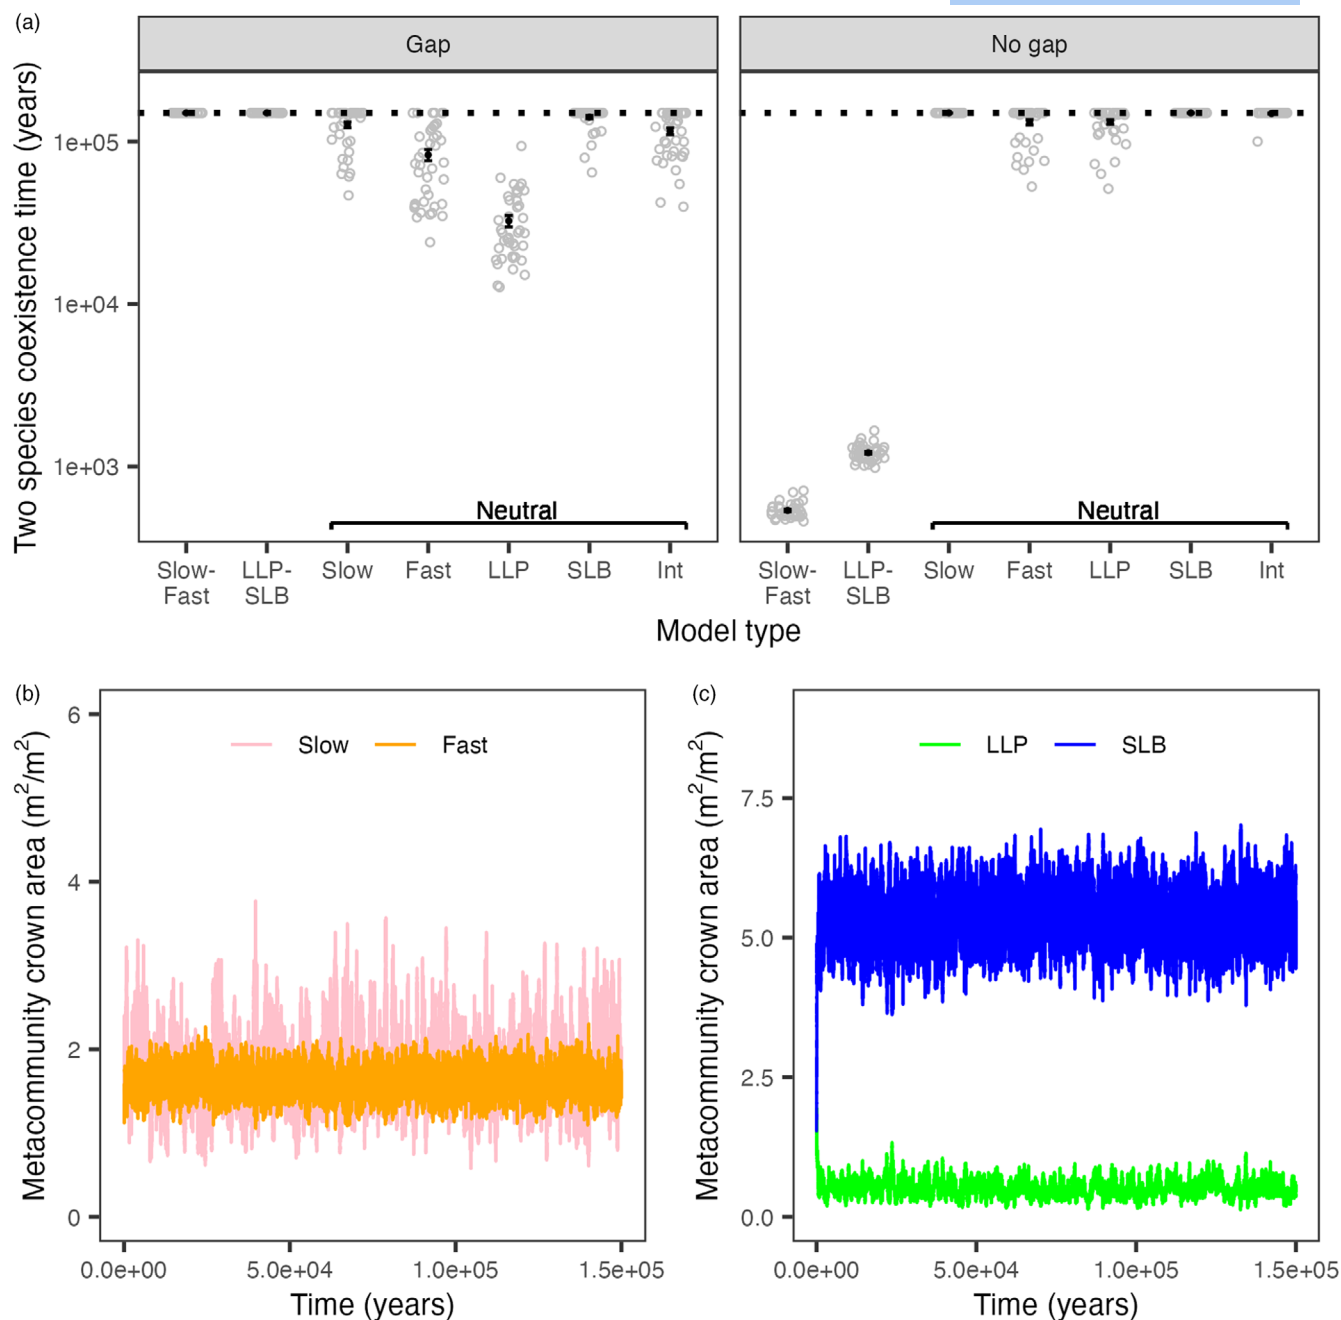 (a)
Gap
No gap
Two species coexistence time (years)
1e+05
1e+04
1e+03
Neutral
Neutral
Slow-
Fast
LLP-
SLB
Slow
Fast
LLP
SLB
Int
Slow-
Fast
LLP-
SLB
Slow
Fast
LLP
SLB
Int
Model type
(b)
Metacommunity crown area (m²/m²)
6
4
2
0
Slow
Fast
0.0e+00
5.0e+04
1.0e+05
1.5e+05
Time (years)
(c)
Metacommunity crown area (m²/m²)
7.5
5.0
2.5
0.0
LLP
SLB
0.0e+00
5.0e+04
1.0e+05
1.5e+05
Time (years)